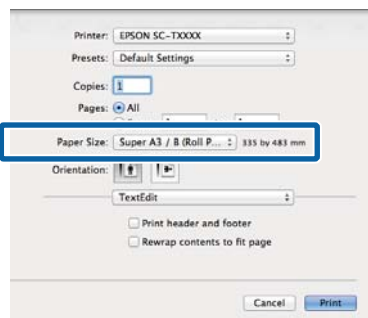 Printer: EPSON SC-TXXXX
Presets: Default Settings
Copies: 1
Pages: All
Paper Size: Super A3 / B (Roll P... 335 by 483 mm
Orientation:
TextEdit
Print header and footer
Rewrap contents to fit page
Cancel Print